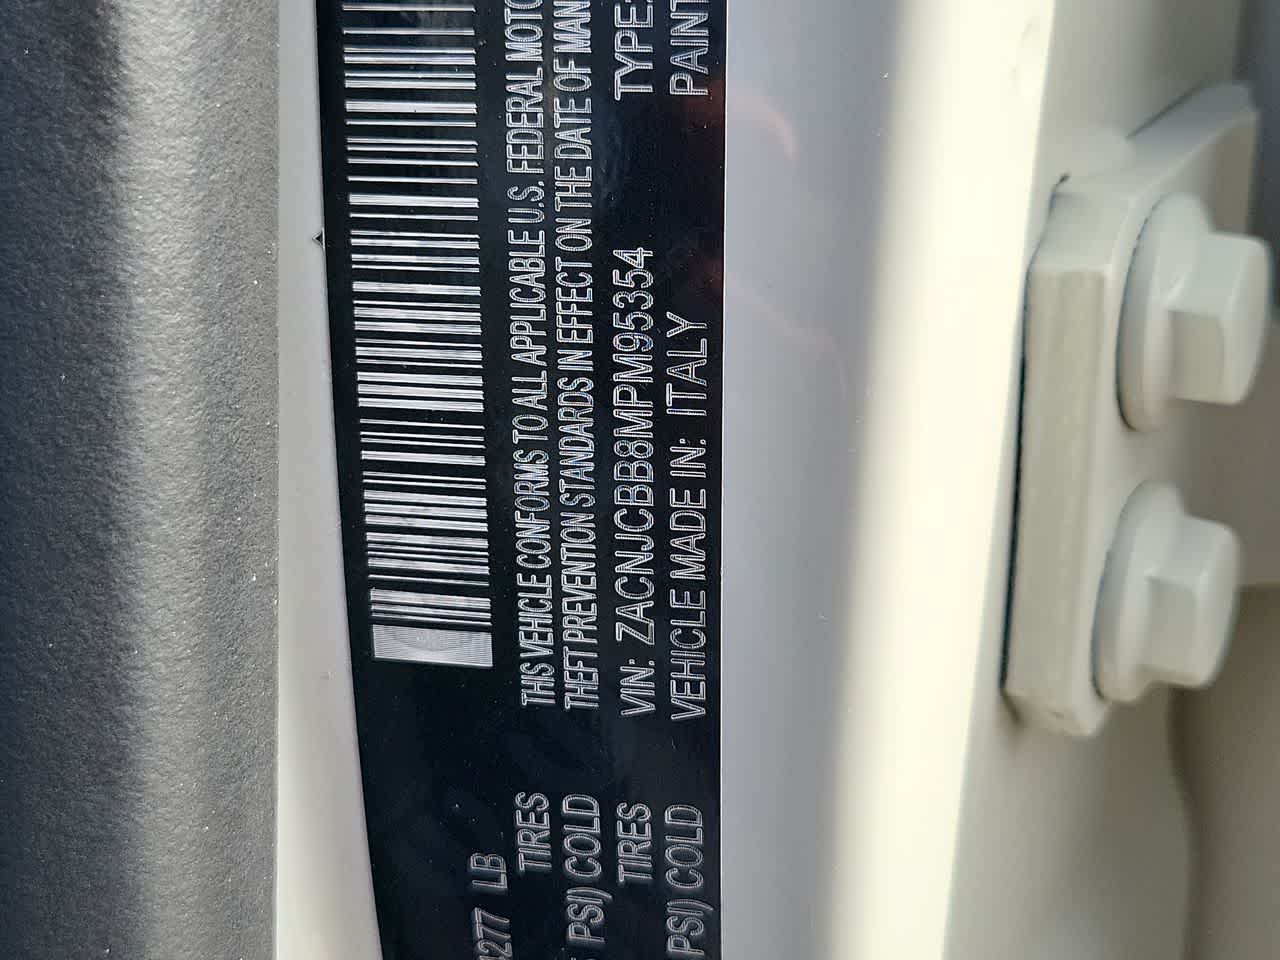 277 LB
TIRES
PSI) COLD
TIRES
PSI) COLD
THIS VEHICLE CONFORMS TO ALL APPLICABLE U.S. FEDERAL MOTO
THEFT PREVENTION STANDARDS IN EFFECT ON THE DATE OF MAN
VIN: ZACNJCBB8MPM95354 TYPE:
VEHICLE MADE IN: ITALY PAINT